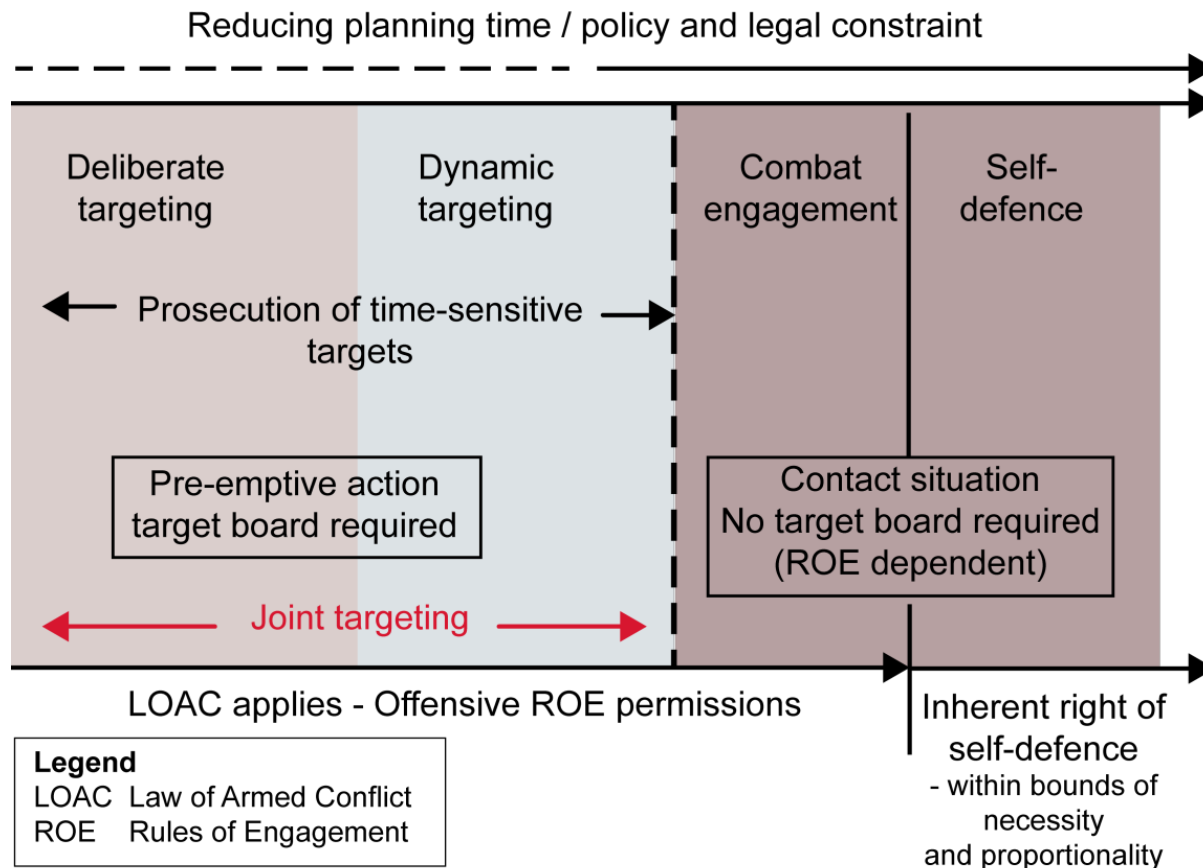 Reducing planning time / policy and legal constraint
Deliberate
targeting
Dynamic
targeting
Combat
engagement
Self-
defence
Prosecution of time-sensitive
targets
Pre-emptive action
target board required
Contact situation
No target board required
(ROE dependent)
Joint targeting
LOAC applies - Offensive ROE permissions
Inherent right of
self-defence
- within bounds of
necessity
and proportionality
Legend
LOAC Law of Armed Conflict
ROE Rules of Engagement